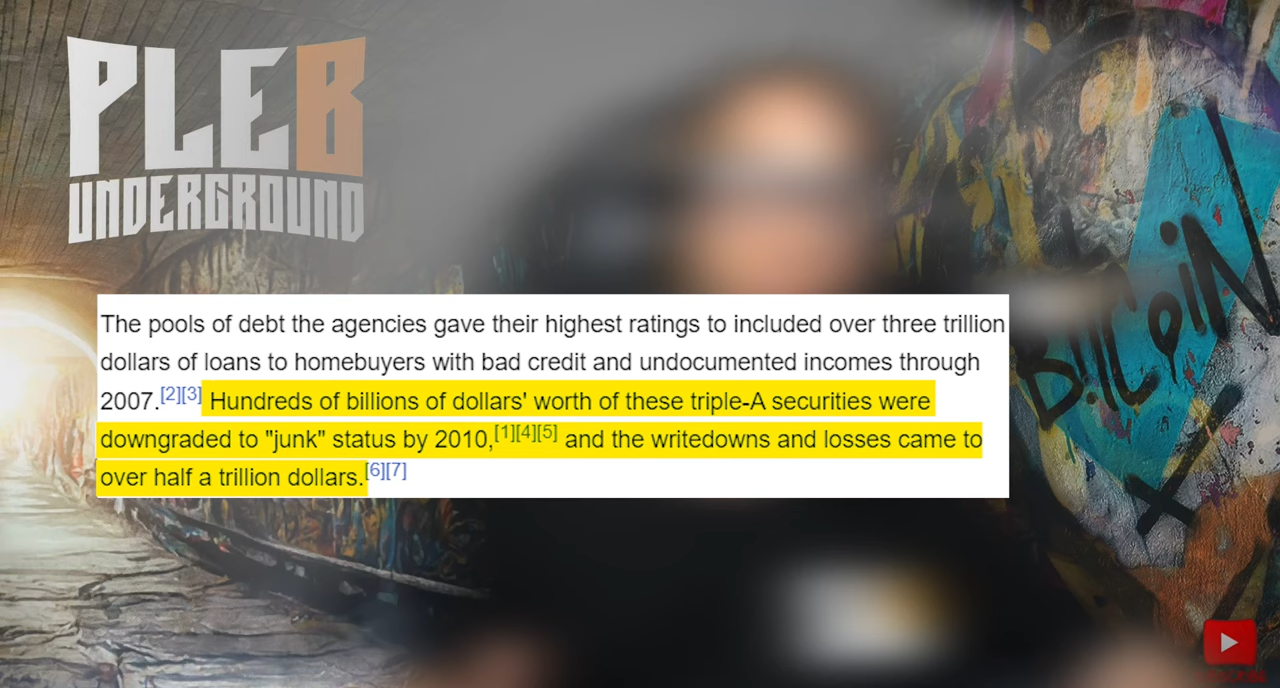 PLEB
UNDERGROUND
The pools of debt the agencies gave their highest ratings to included over three trillion
dollars of loans to homebuyers with bad credit and undocumented incomes through
2007.[2][3] Hundreds of billions of dollars' worth of these triple-A securities were
downgraded to "junk" status by 2010,[1][4][5] and the writedowns and losses came to
over half a trillion dollars.[6][7]
BITCOIN